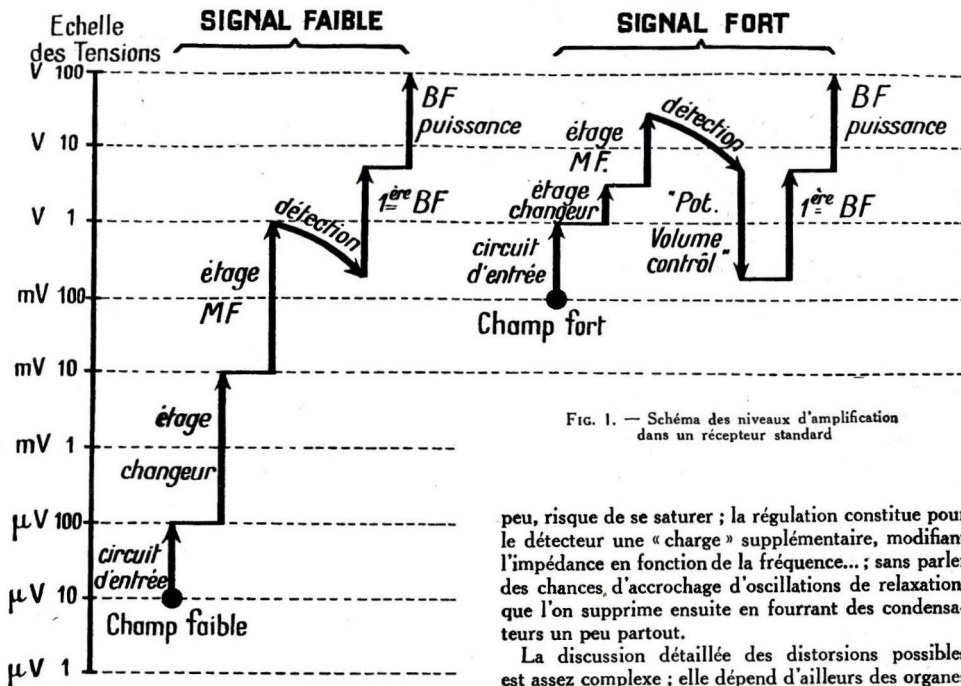 Echelle
des Tensions
SIGNAL FAIBLE
SIGNAL FORT
V 100
V 10
V 1
mV 100
mV 10
mV 1
µV 100
µV 10
µV 1
circuit
d'entrée
Champ faible
étage
changeur
étage
MF
détection
1ère BF
BF
puissance
circuit
d'entrée
Champ fort
étage
changeur
étage
MF.
détection
"Pot.
Volume
contrôl"
1ère BF
BF
puissance
FIG. 1. — Schéma des niveaux d'amplification
dans un récepteur standard
peu, risque de se saturer ; la régulation constitue pour
le détecteur une « charge » supplémentaire, modifiant
l'impédance en fonction de la fréquence... ; sans parler
des chances d'accrochage d'oscillations de relaxation
que l'on supprime ensuite en fourrant des condensa-
teurs un peu partout.
La discussion détaillée des distorsions possibles
est assez complexe ; elle dépend d'ailleurs des organes